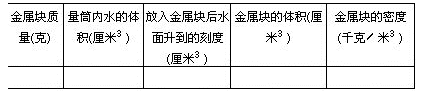 金属块质量(克)
量筒内水的体积(厘米³)
放入金属块后水面升到的刻度(厘米³)
金属块的体积(厘米³)
金属块的密度(千克/米³)